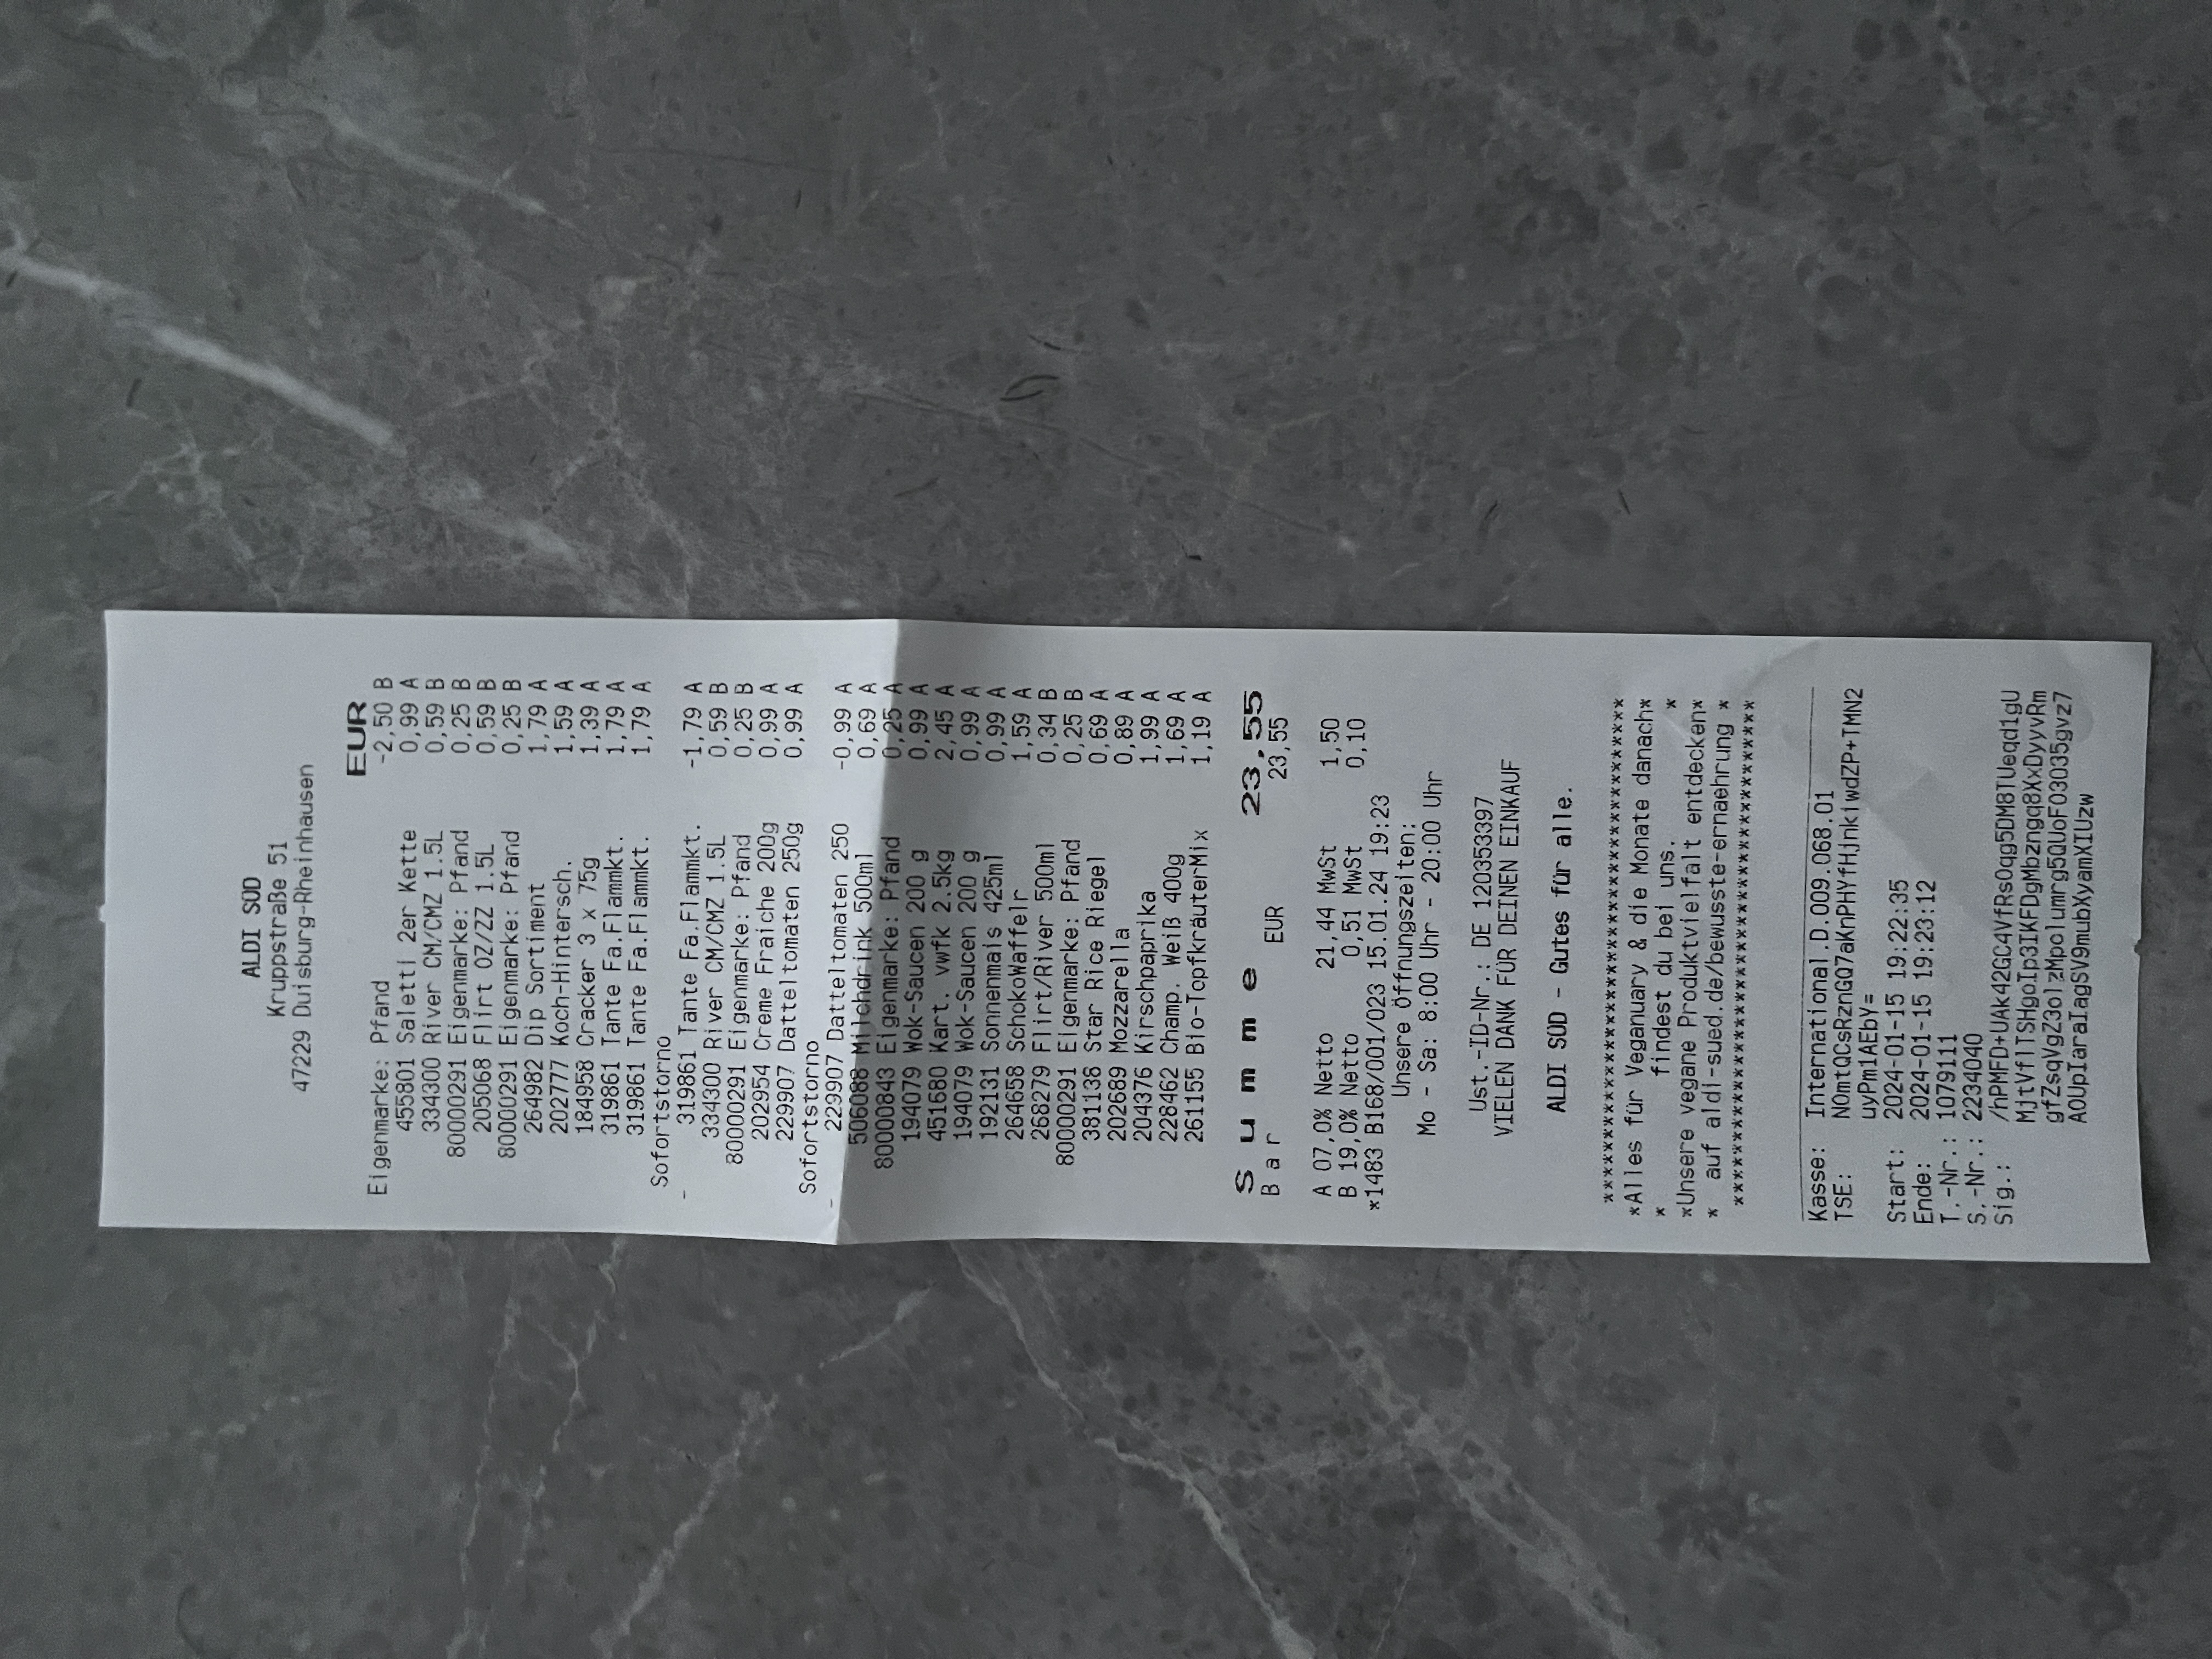 ALDI SÜD
Kruppstraße 51
47229 Duisburg-Rheinhausen
EUR
Eigenmarke: Pfand -2,50 B
455801 Saletti 2er Kette 0,99 A
334300 River CM/CMZ 1.5L 0,59 B
80000291 Eigenmarke: Pfand 0,25 B
205068 Flirt OZ/ZZ 1.5L 0,59 B
80000291 Eigenmarke: Pfand 0,25 B
264982 Dip Sortiment 1,79 A
202777 Koch-Hintersch. 1,59 A
184958 Cracker 3 x 75g 1,39 A
319861 Tante Fa.Flammkt. 1,79 A
319861 Tante Fa.Flammkt. 1,79 A
Sofortstorno
- 319861 Tante Fa.Flammkt. -1,79 A
334300 River CM/CMZ 1.5L 0,59 B
80000291 Eigenmarke: Pfand 0,25 B
202954 Creme Fraiche 200g 0,99 A
229907 Datteltomaten 250g 0,99 A
Sofortstorno
- 229907 Datteltomaten 250 -0,99 A
506088 Milchdrink 500ml 0,69 A
80000843 Eigenmarke: Pfand 0,25 A
194079 Wok-Saucen 200 g 0,99 A
451680 Kart. vwfk 2.5kg 2,45 A
194079 Wok-Saucen 200 g 0,99 A
192131 Sonnenmais 425ml 0,99 A
264658 SchokoWaffelr 1,59 A
268279 Flirt/River 500ml 0,34 B
80000291 Eigenmarke: Pfand 0,25 B
381138 Star Rice Riegel 0,69 A
202689 Mozzarella 0,89 A
204376 Kirschpaprika 1,99 A
228462 Champ. Weiß 400g 1,69 A
261155 Bio-TopfkräuterMix 1,19 A
Summe 23,55
Bar EUR 23,55
A 07,0% Netto 21,44 MwSt 1,50
B 19,0% Netto 0,51 MwSt 0,10
*1483 B168/001/023 15.01.24 19:23
Unsere Öffnungszeiten:
Mo - Sa: 8:00 Uhr - 20:00 Uhr
Ust.-ID-Nr.: DE 120353397
VIELEN DANK FÜR DEINEN EINKAUF
ALDI SÜD - Gutes für alle.
****************************************
*Alles für Veganuary & die Monate danach*
* findest du bei uns. *
*Unsere vegane Produktvielfalt entdecken*
* auf aldi-sued.de/bewusste-ernaehrung *
****************************************
Kasse: International.D.009.068.01
TSE: NOmtQCsRznGQ7aKnPHYfHjnkiwdZP+TMN2
uyPm1AEbY=
Start: 2024-01-15 19:22:35
Ende: 2024-01-15 19:23:12
T.-Nr.: 1079111
S.-Nr.: 2234040
Sig.: /hPMFD+UAk42GC4VfRsOqg5DM8TUeqd1gU
MjtVflTSHgoIp3IKFDgMbzngq8XxDyyvRm
gfZsqVgZ3olzMpolumrg5QUoF03035gvz7
AOUpIaraIagSV9mubXyamXIUzw